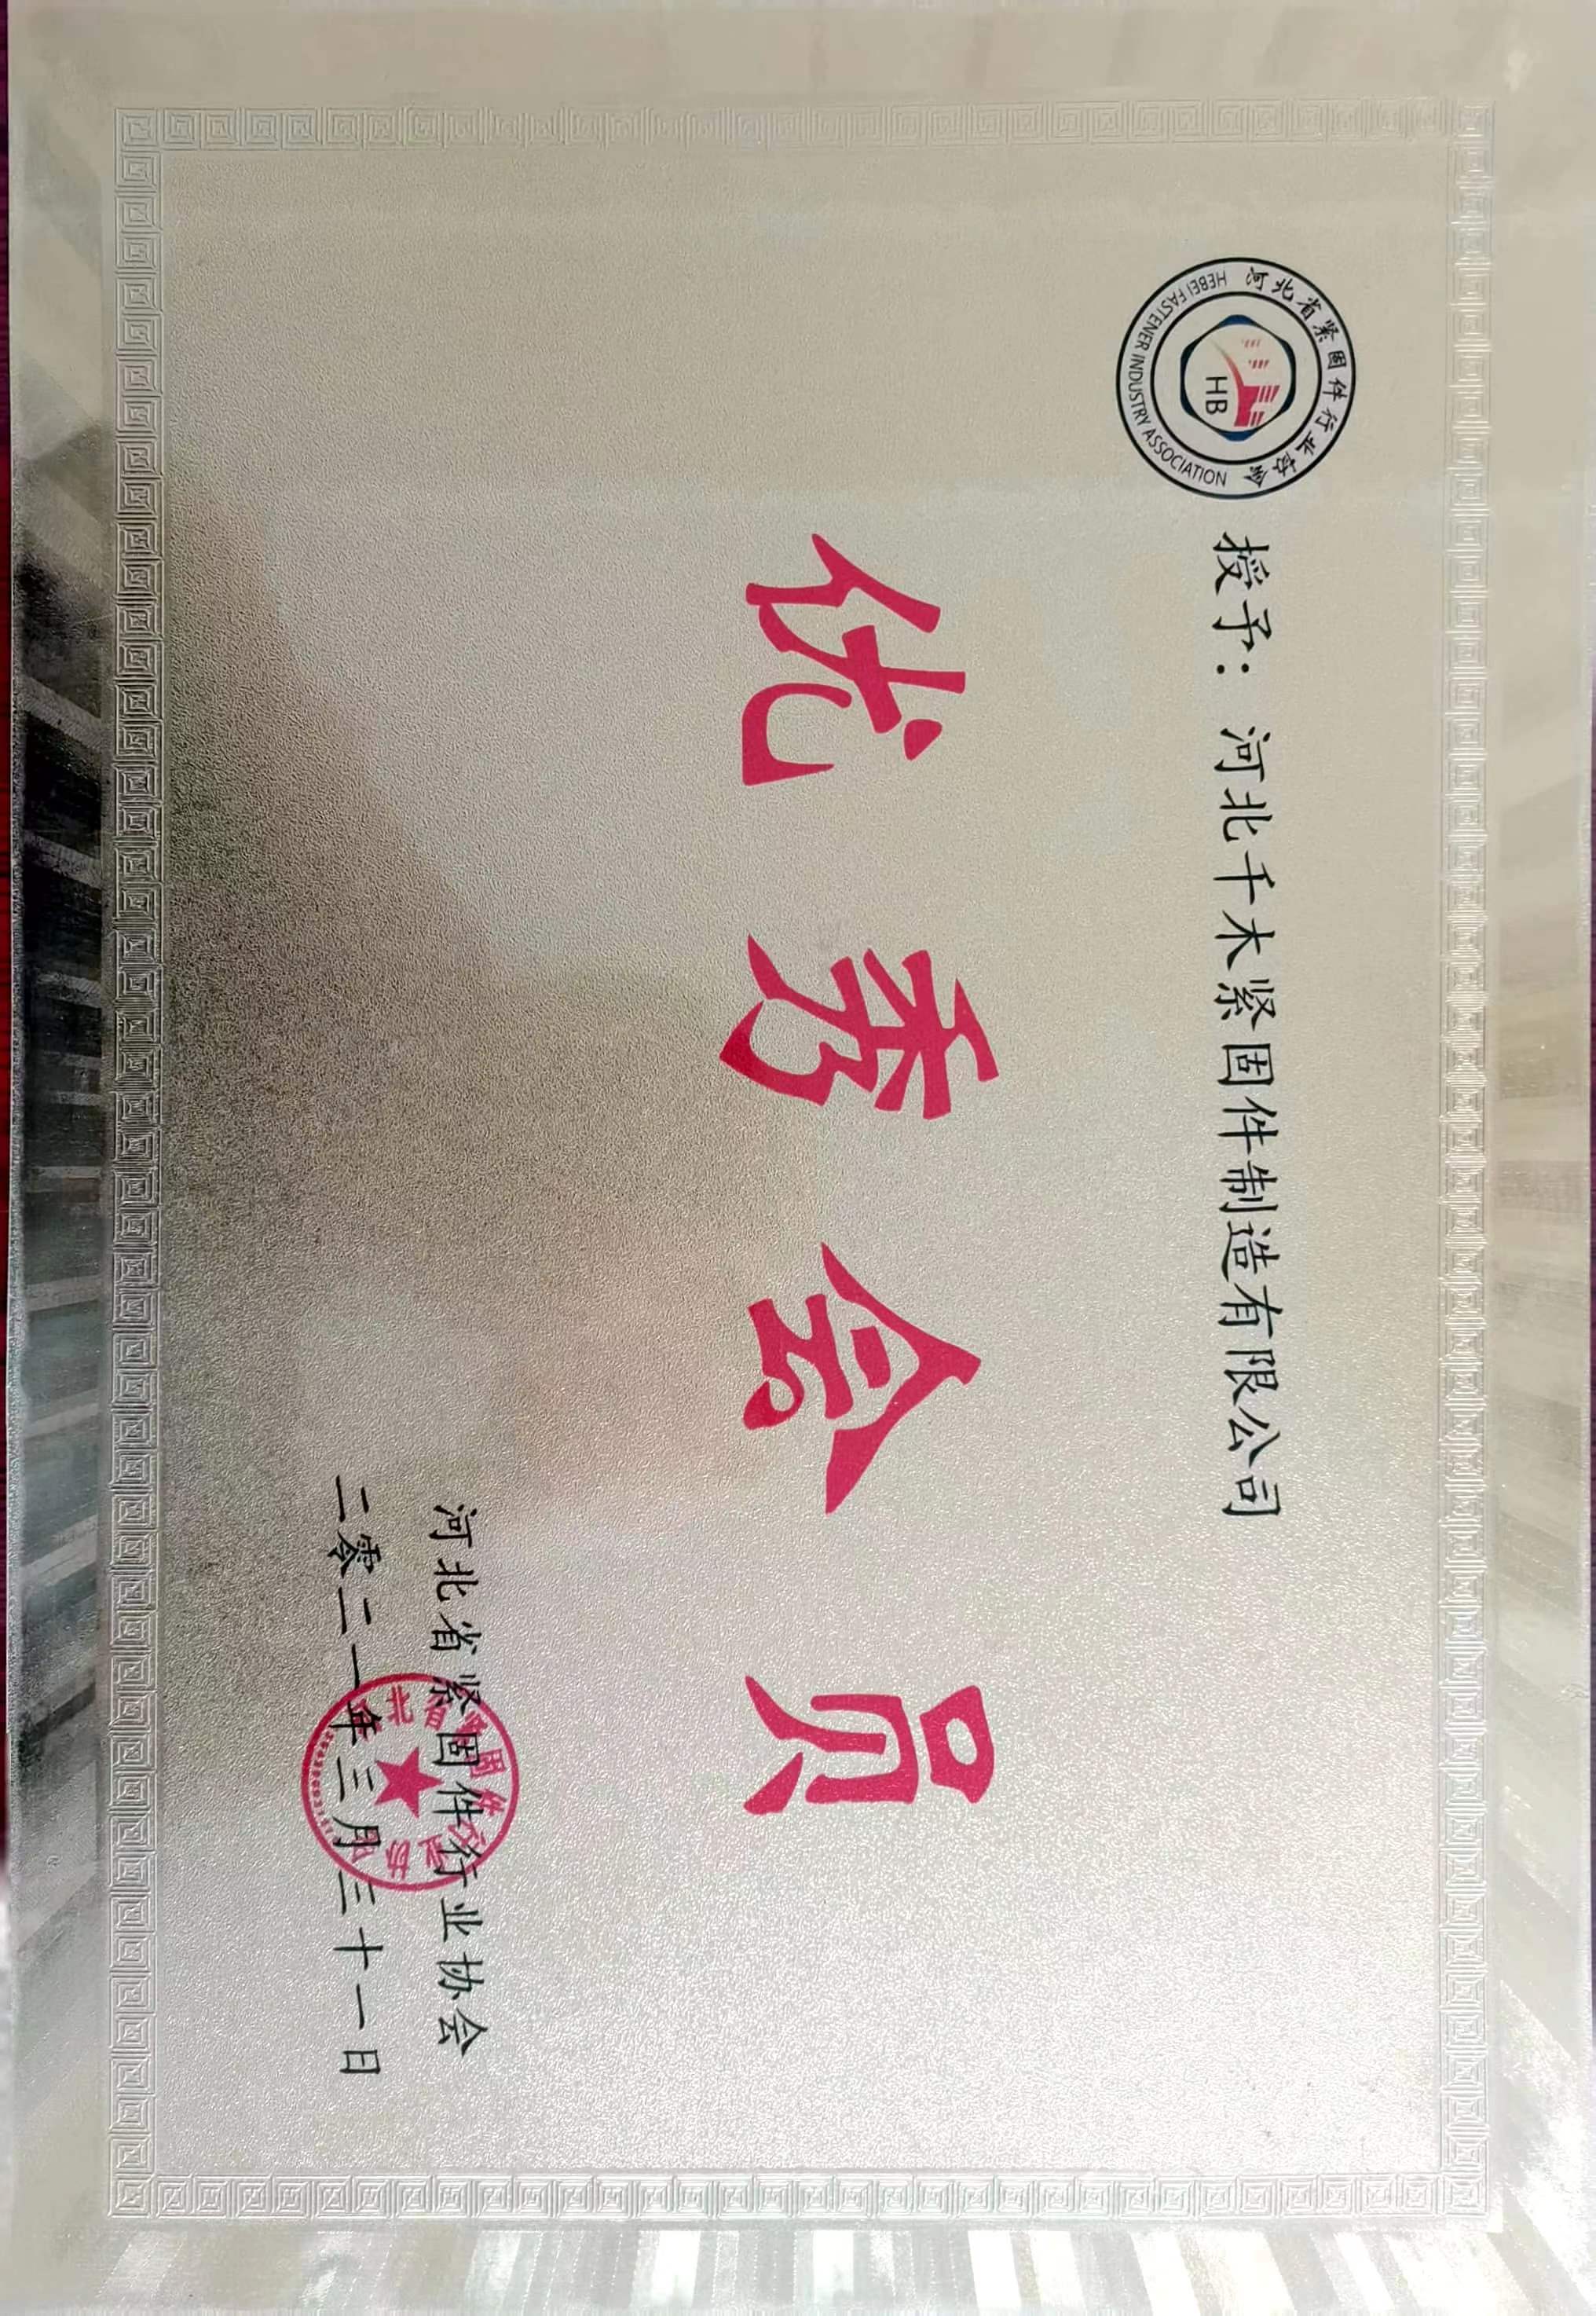 河北省紧固件行业协会
HEBEI FASTENER INDUSTRY ASSOCIATION
HB
授予：河北千木紧固件制造有限公司
优秀会员
河北省紧固件行业协会
二零二一年三月三十一日